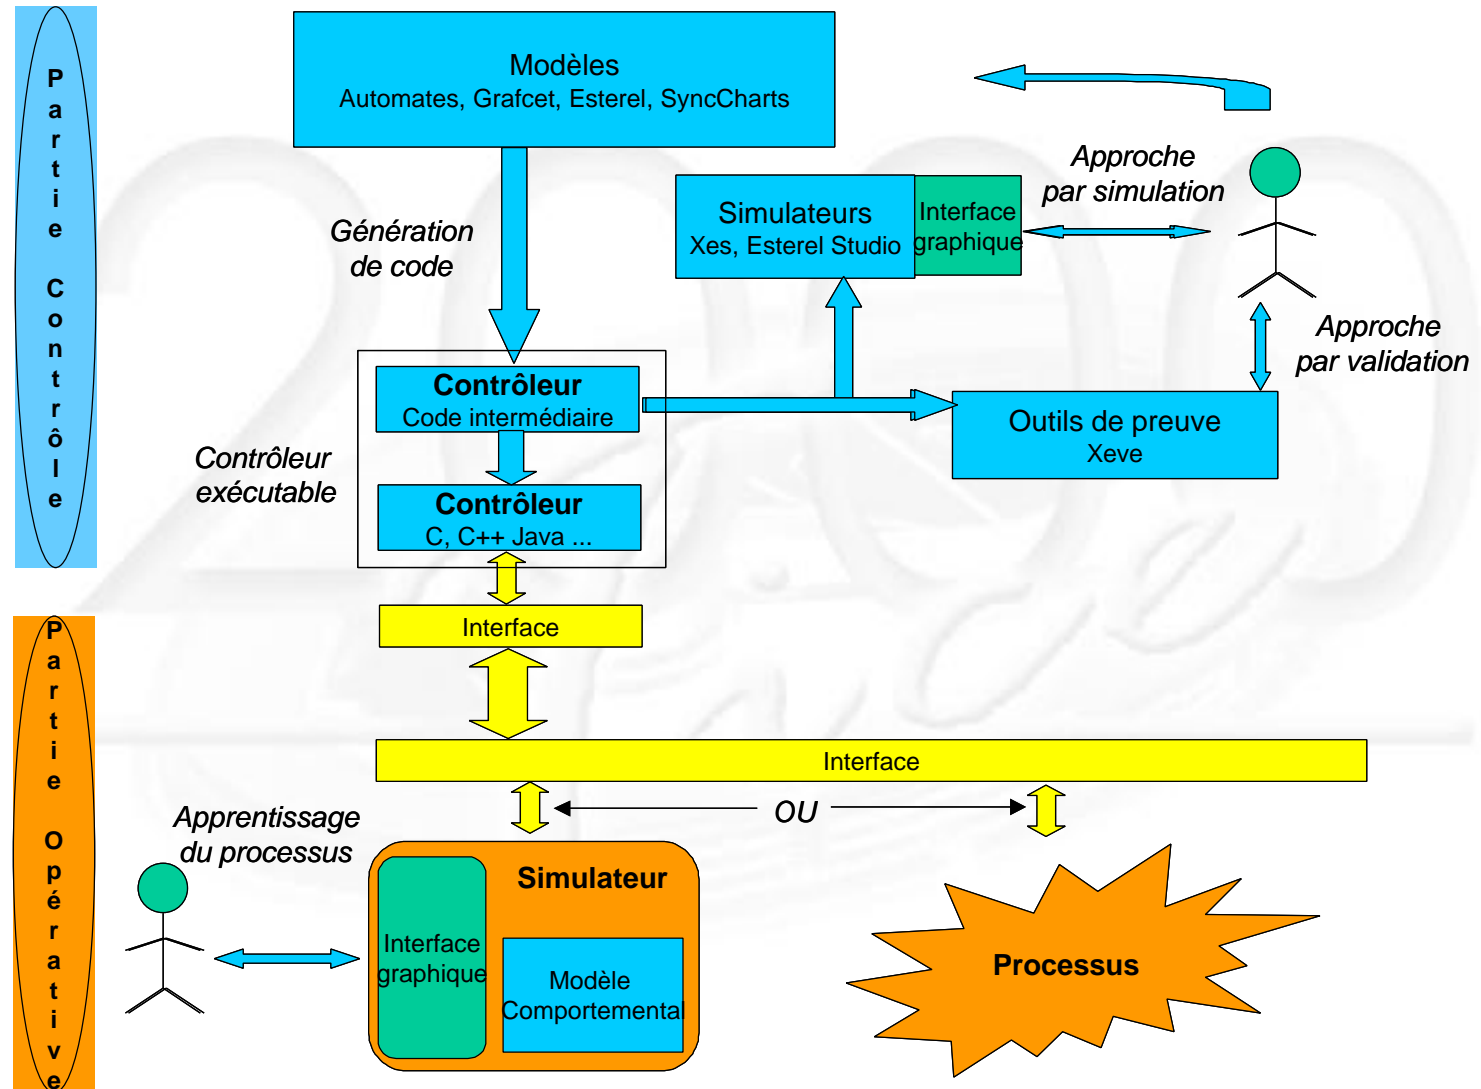 Partie Contrôle
Modèles
Automates, Grafcet, Esterel, SyncCharts
Génération
de code
Simulateurs
Xes, Esterel Studio
Interface
graphique
Approche
par simulation
Approche
par validation
Contrôleur
Code intermédiaire
Outils de preuve
Xeve
Contrôleur
exécutable
Contrôleur
C, C++ Java ...
Interface
Partie Opérative
Interface
OU
Apprentissage
du processus
Simulateur
Interface
graphique
Modèle
Comportemental
Processus
2000